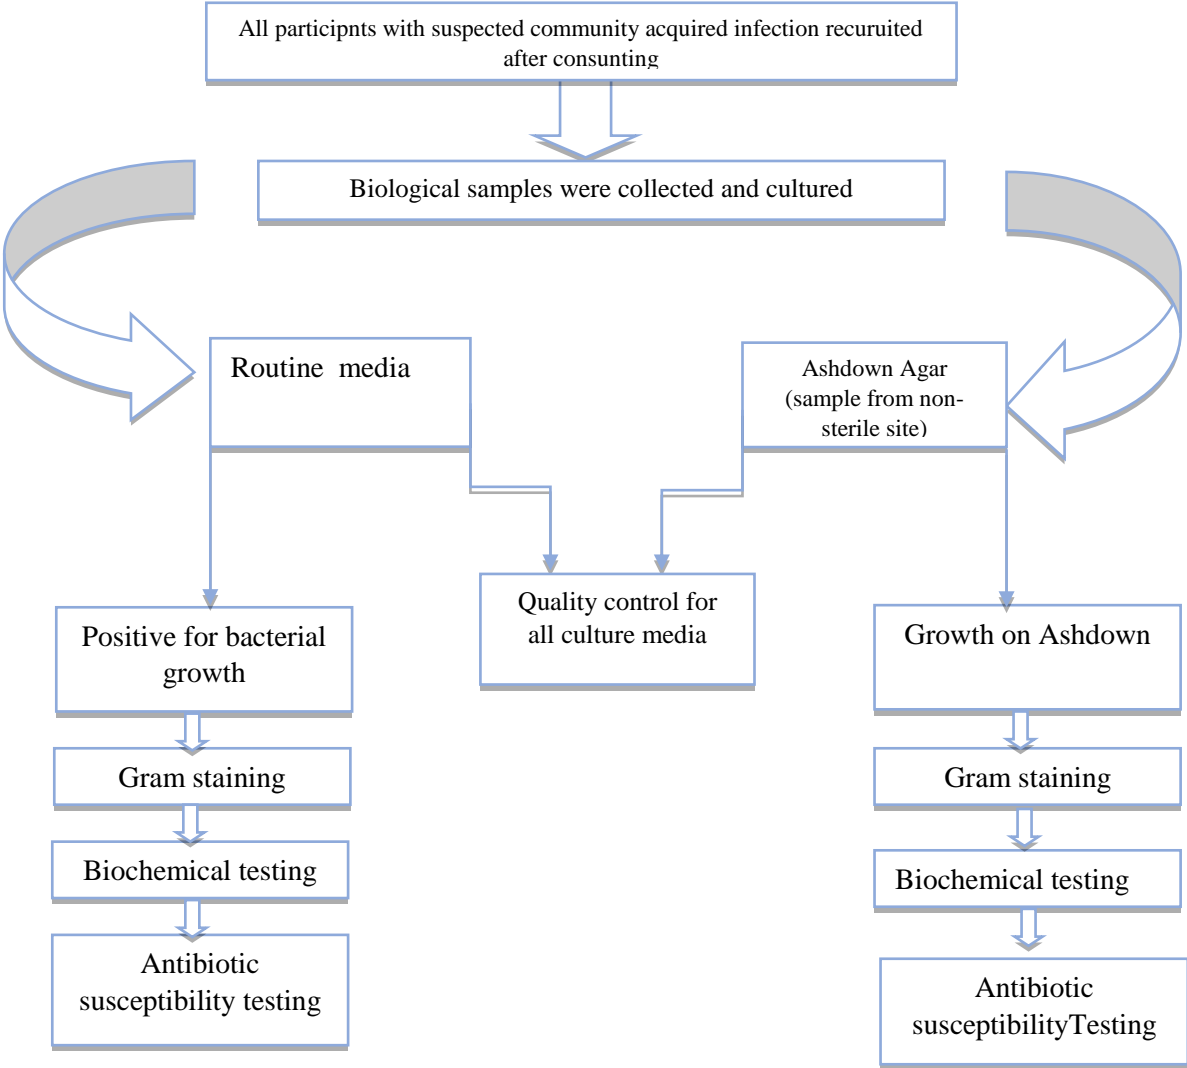 All participnts with suspected community acquired infection recuruited
after consunting
Biological samples were collected and cultured
Routine media
Ashdown Agar
(sample from non-
sterile site)
Quality control for
all culture media
Positive for bacterial
growth
Growth on Ashdown
Gram staining
Gram staining
Biochemical testing
Biochemical testing
Antibiotic
susceptibility testing
Antibiotic
susceptibilityTesting